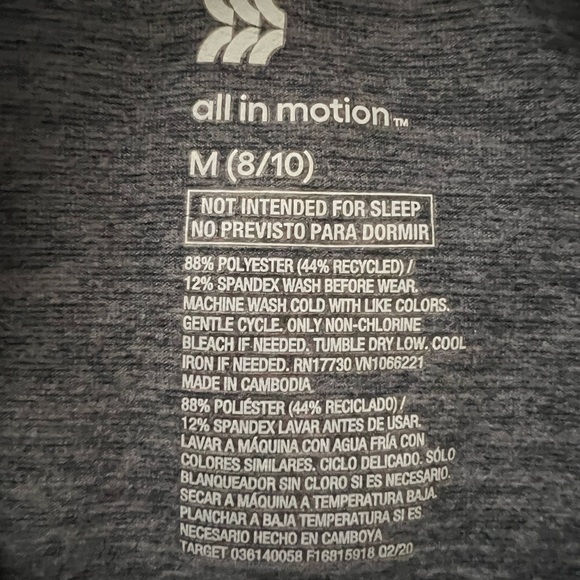 all in motion™
M (8/10)
NOT INTENDED FOR SLEEP
NO PREVISTO PARA DORMIR
88% POLYESTER (44% RECYCLED) /
12% SPANDEX WASH BEFORE WEAR.
MACHINE WASH COLD WITH LIKE COLORS.
GENTLE CYCLE. ONLY NON-CHLORINE
BLEACH IF NEEDED. TUMBLE DRY LOW. COOL
IRON IF NEEDED. RN17730 VN1066221
MADE IN CAMBODIA
88% POLIÉSTER (44% RECICLADO) /
12% SPANDEX LAVAR ANTES DE USAR.
LAVAR A MÁQUINA CON AGUA FRÍA CON
COLORES SIMILARES. CICLO DELICADO. SÓLO
BLANQUEADOR SIN CLORO SI ES NECESARIO.
SECAR A MÁQUINA A TEMPERATURA BAJA.
PLANCHAR A BAJA TEMPERATURA SI ES
NECESARIO HECHO EN CAMBOYA
TARGET 036140058 F16815918 02/20